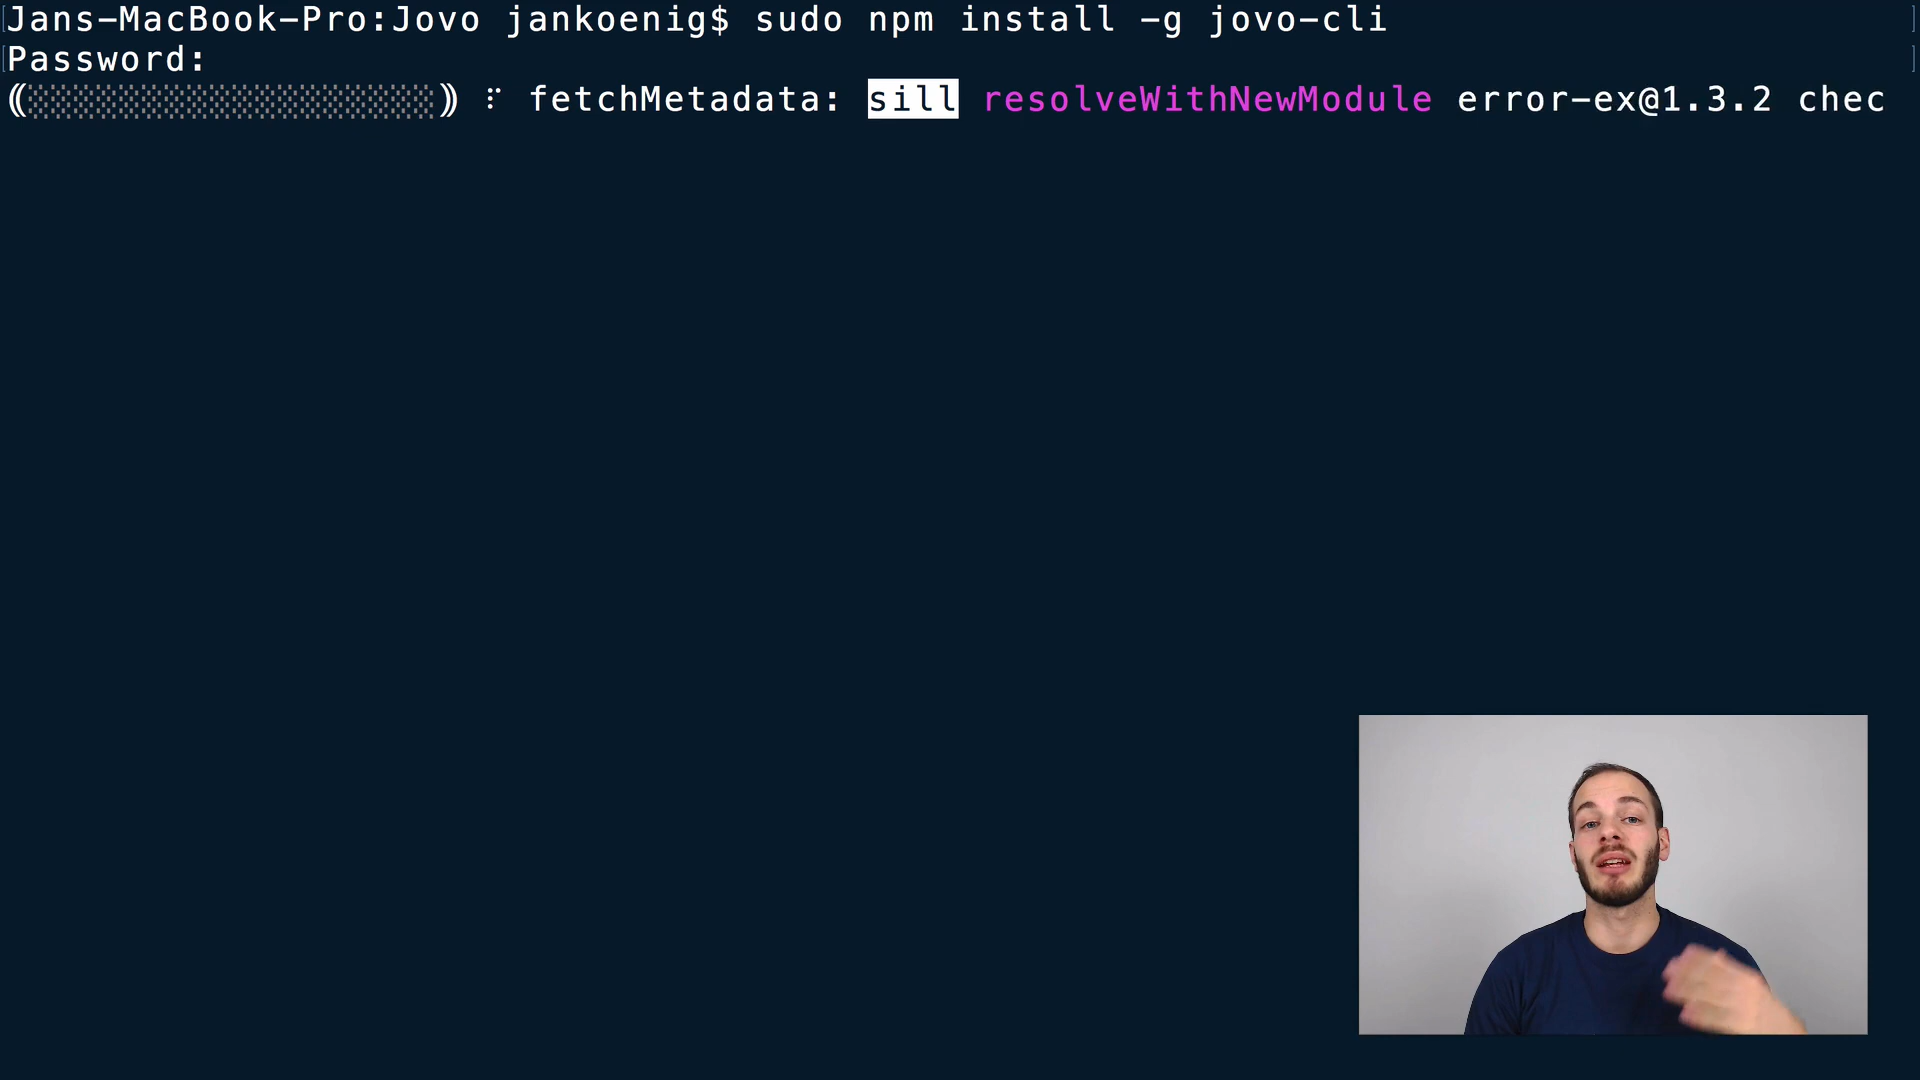 Jans-MacBook-Pro:Jovo jankoenig$ sudo npm install -g jovo-cli
Password:
(░░░░░░░░░░░░░░░░░░) ⠋ fetchMetadata: sill resolveWithNewModule error-ex@1.3.2 chec